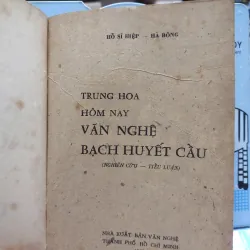 HỒ SĨ HIỆP - HÀ ĐÔNG
TRUNG HOA
HÔM NAY
VĂN NGHỆ
BẠCH HUYẾT CẦU
(NGHIÊN CỨU - TIỂU LUẬN)
NHÀ XUẤT BẢN VĂN NGHỆ
THÀNH PHỐ HỒ CHÍ MINH